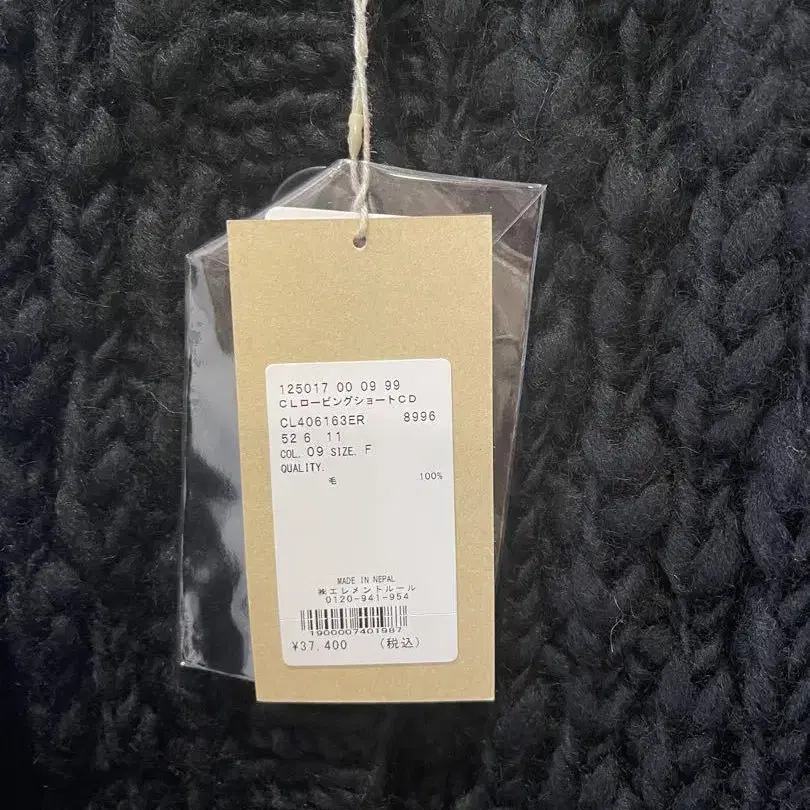 125017 00 09 99
CLロービングショートCD
CL406163ER 8996
52 6 11
COL. 09 SIZE. F
QUALITY.
毛 100%
MADE IN NEPAL
㈱エレメントルール
0120-941-954
1900007401987
¥37,400 (税込)